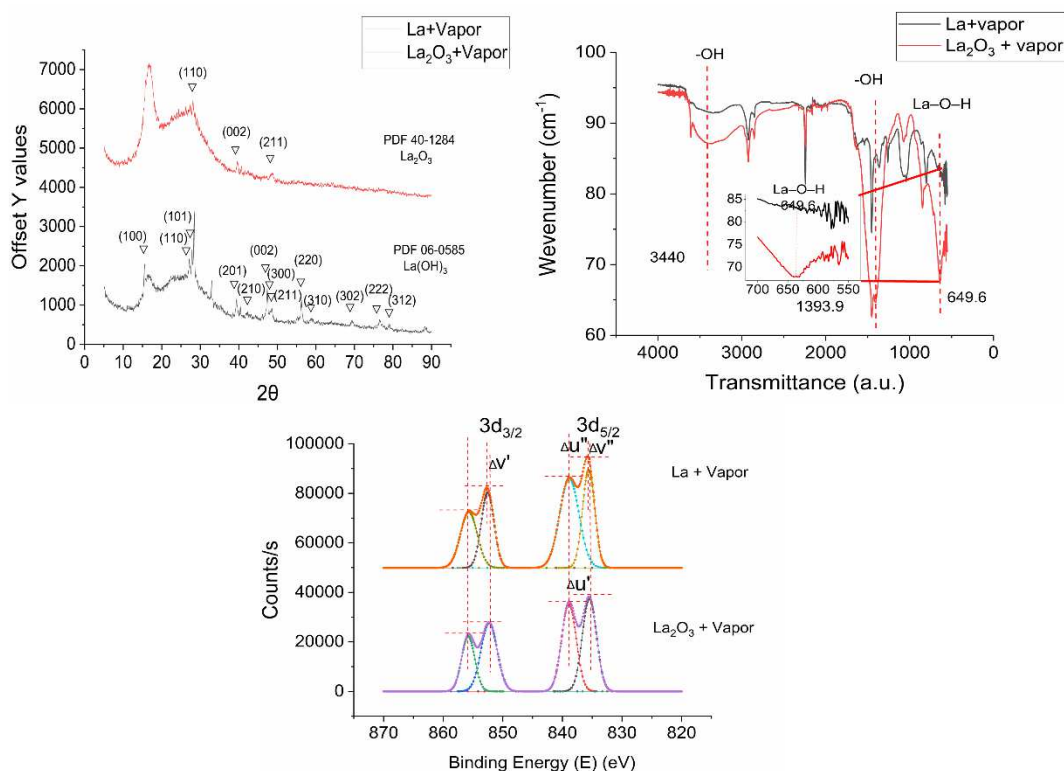 La+Vapor
La₂O₃+Vapor
Offset Y values
7000
6000
5000
4000
3000
2000
1000
0
(110)
(002)
(211)
PDF 40-1284
La₂O₃
(100)
(101)
(110)
(201)
(210)
(002)
(300)
(211)
(220)
(310)
(302)
(222)
(312)
PDF 06-0585
La(OH)₃
0 10 20 30 40 50 60 70 80 90
2θ
La+vapor
La₂O₃ + vapor
Wevenumber (cm⁻¹)
100
90
80
70
60
-OH
-OH
La–O–H
3440
La–O–H
649.6
85
80
75
70
700 650 600 550
1393.9
649.6
4000 3000 2000 1000 0
Transmittance (a.u.)
3d₃/₂
3d₅/₂
Δv'
Δu"
Δv"
La + Vapor
Δu'
La₂O₃ + Vapor
Counts/s
100000
80000
60000
40000
20000
0
870 860 850 840 830 820
Binding Energy (E) (eV)